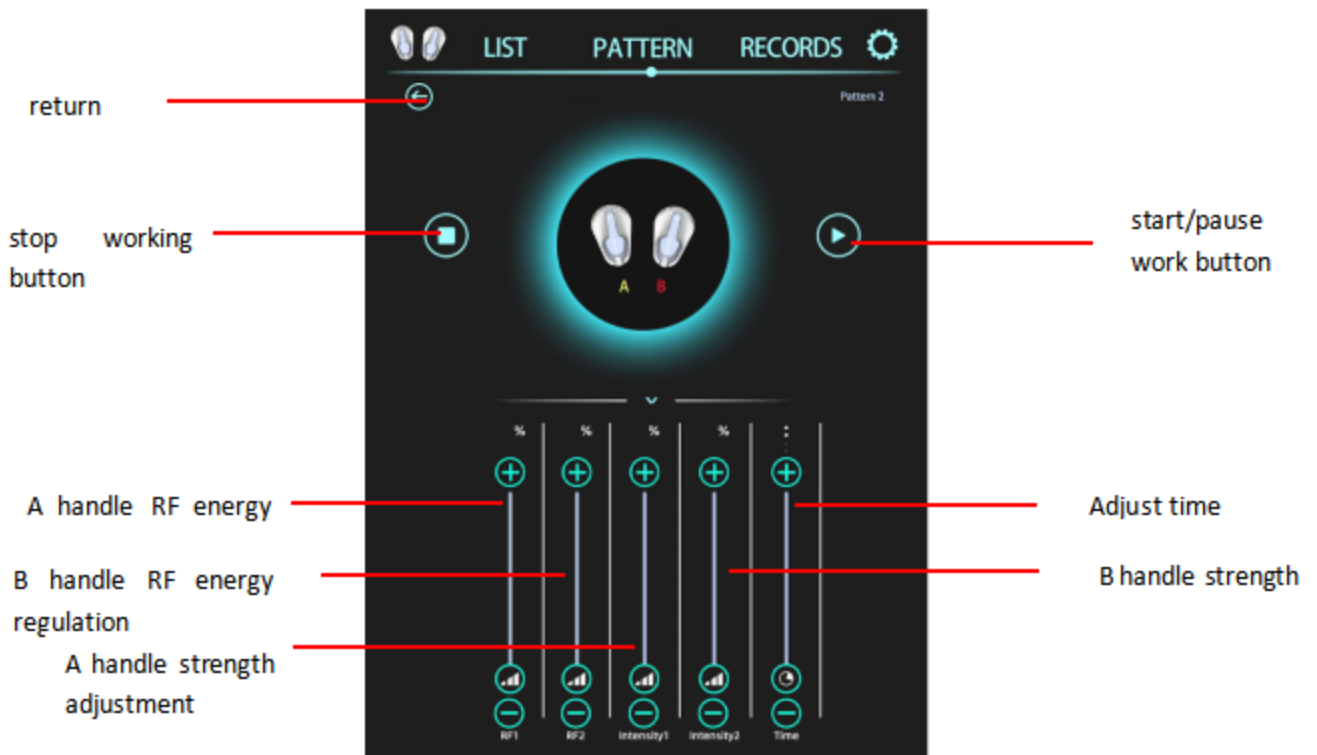 LIST PATTERN RECORDS
return
Pattern 2
stop working
button
start/pause
work button
A B
% % % % :
A handle RF energy
Adjust time
B handle RF energy
regulation
B handle strength
A handle strength
adjustment
RF1 RF2 Intensity1 Intensity2 Time